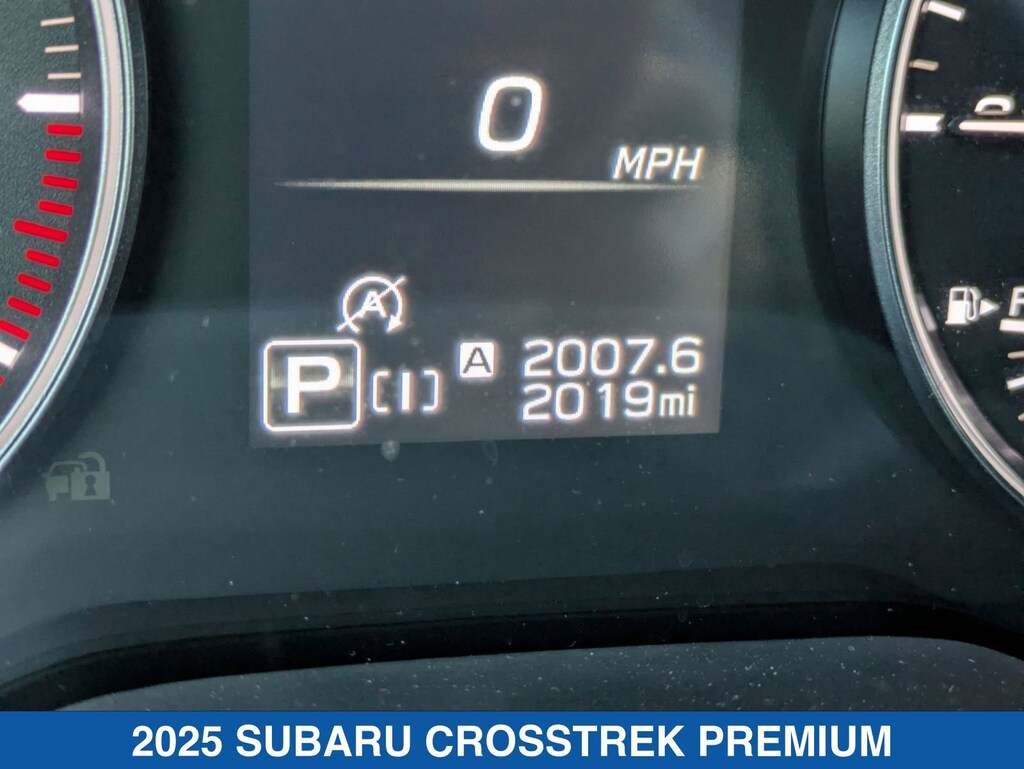 0
MPH
A
P [I] A 2007.6
2019mi
2025 SUBARU CROSSTREK PREMIUM